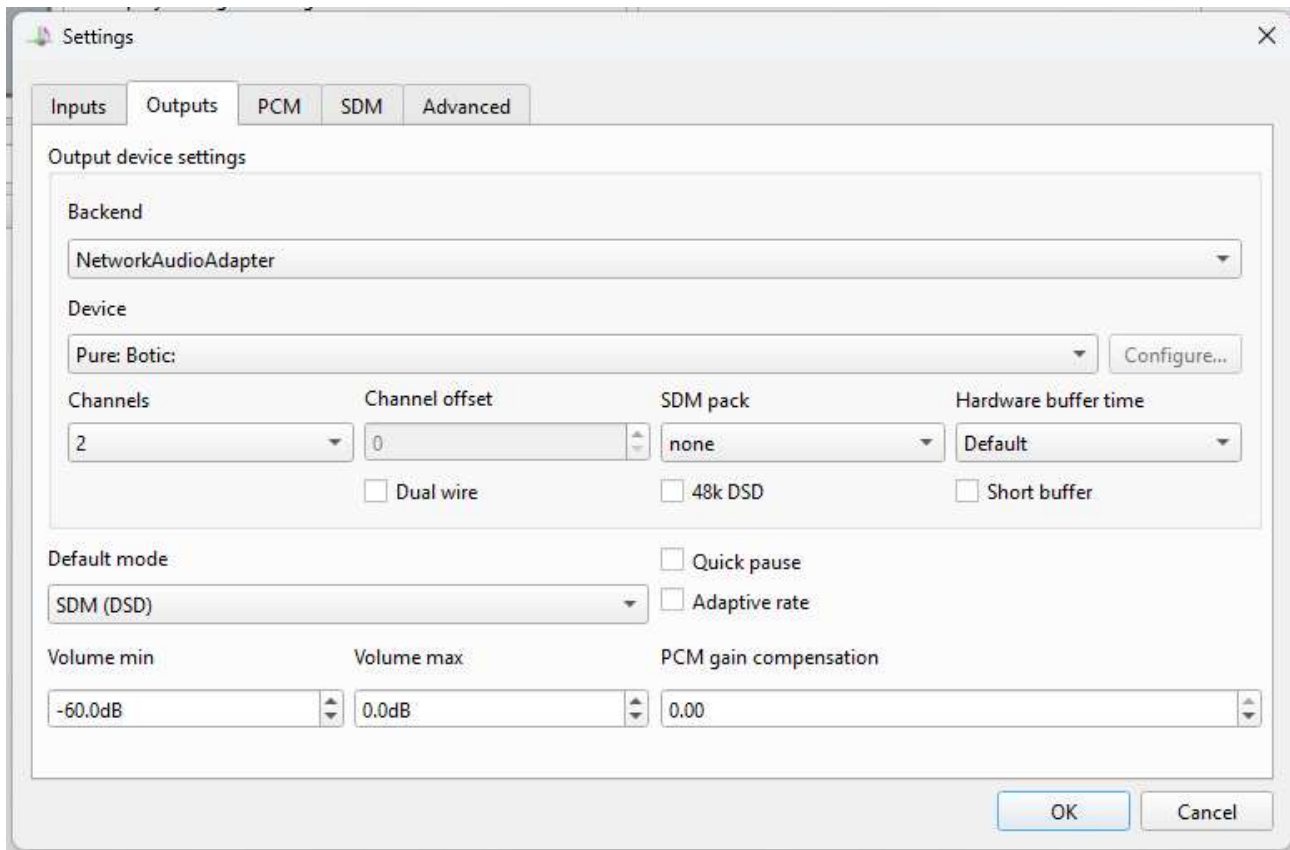 Settings
Inputs Outputs PCM SDM Advanced
Output device settings
Backend
NetworkAudioAdapter
Device
Pure: Botic: Configure...
Channels Channel offset SDM pack Hardware buffer time
2 0 none Default
Dual wire 48k DSD Short buffer
Default mode Quick pause
SDM (DSD) Adaptive rate
Volume min Volume max PCM gain compensation
-60.0dB 0.0dB 0.00
OK Cancel